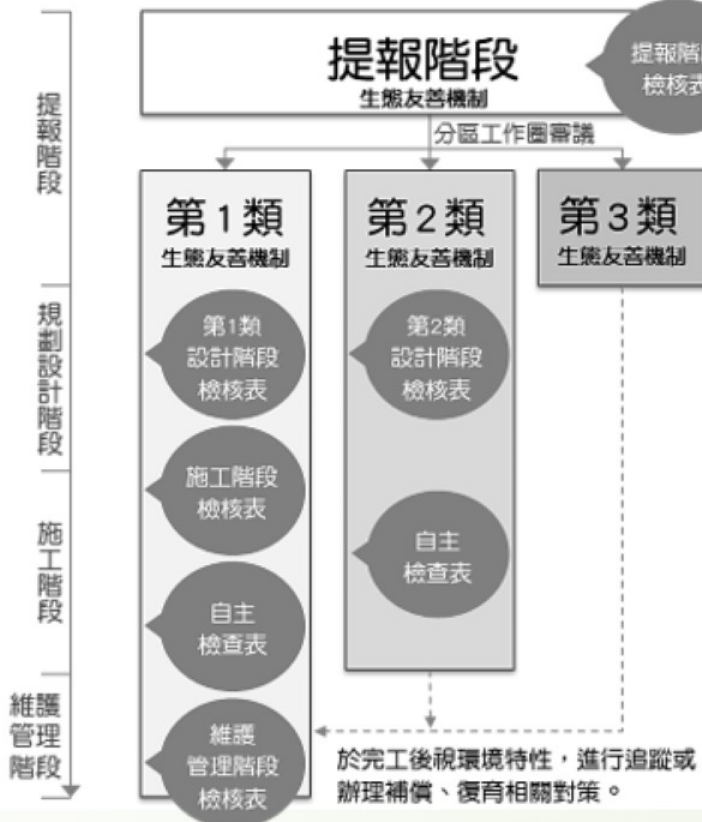 提報階段
生態友善機制
提報階段
檢核表
分區工作圈審議
提報階段
規劃設計階段
施工階段
維護
管理
階段
第1類
生態友善機制
第1類
設計階段
檢核表
施工階段
檢核表
自主
檢查表
維護
管理階段
檢核表
第2類
生態友善機制
第2類
設計階段
檢核表
自主
檢查表
第3類
生態友善機制
於完工後視環境特性，進行追蹤或
辦理補償、復育相關對策。